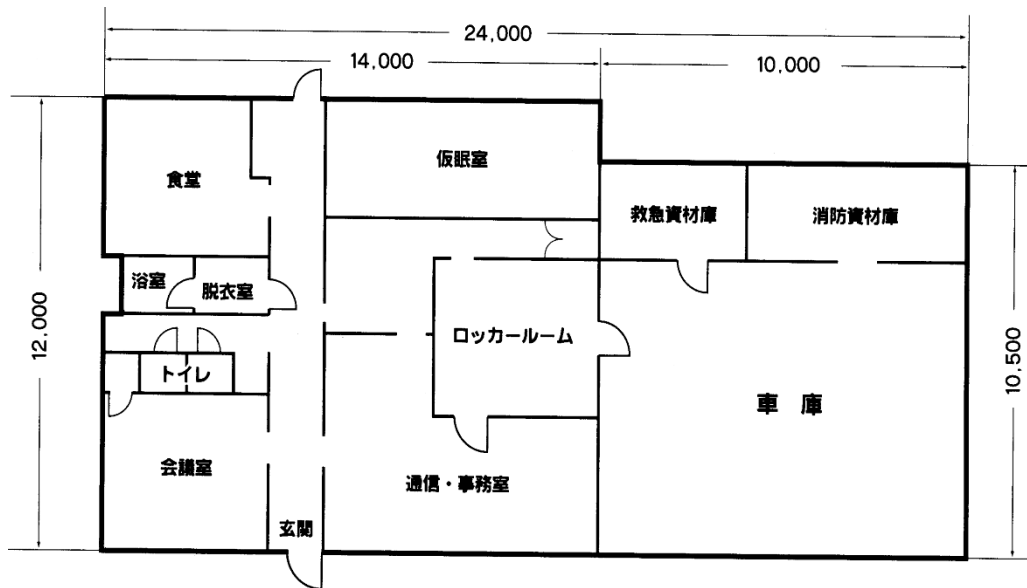 24,000
14,000
10,000
12,000
10,500
食堂
仮眠室
救急資材庫
消防資材庫
浴室
脱衣室
ロッカールーム
トイレ
車 庫
会議室
通信・事務室
玄関